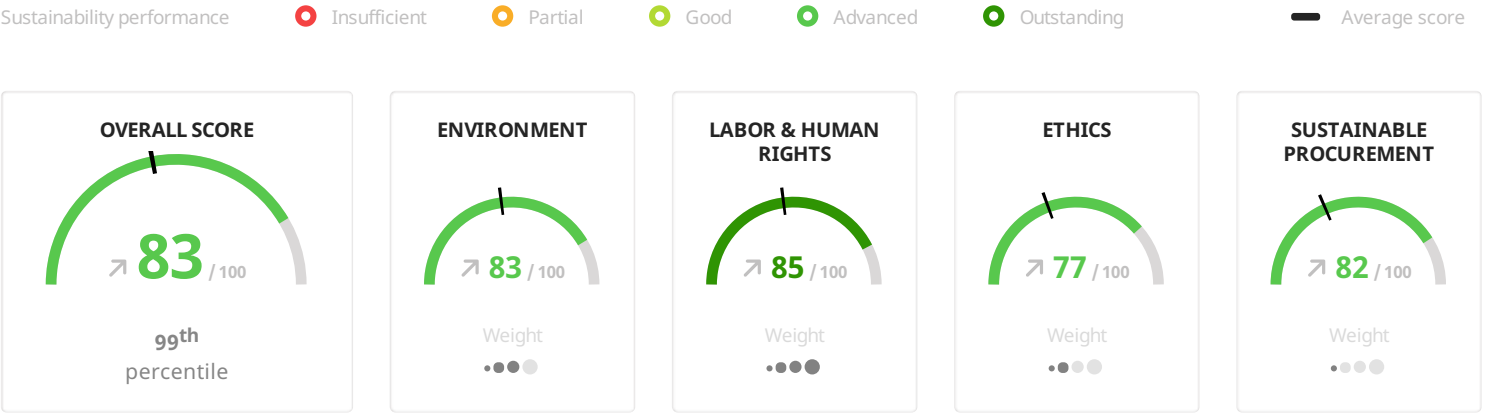 Sustainability performance Insufficient Partial Good Advanced Outstanding Average score
OVERALL SCORE
83 / 100
99th
percentile
ENVIRONMENT
83 / 100
Weight
LABOR & HUMAN
RIGHTS
85 / 100
Weight
ETHICS
77 / 100
Weight
SUSTAINABLE
PROCUREMENT
82 / 100
Weight